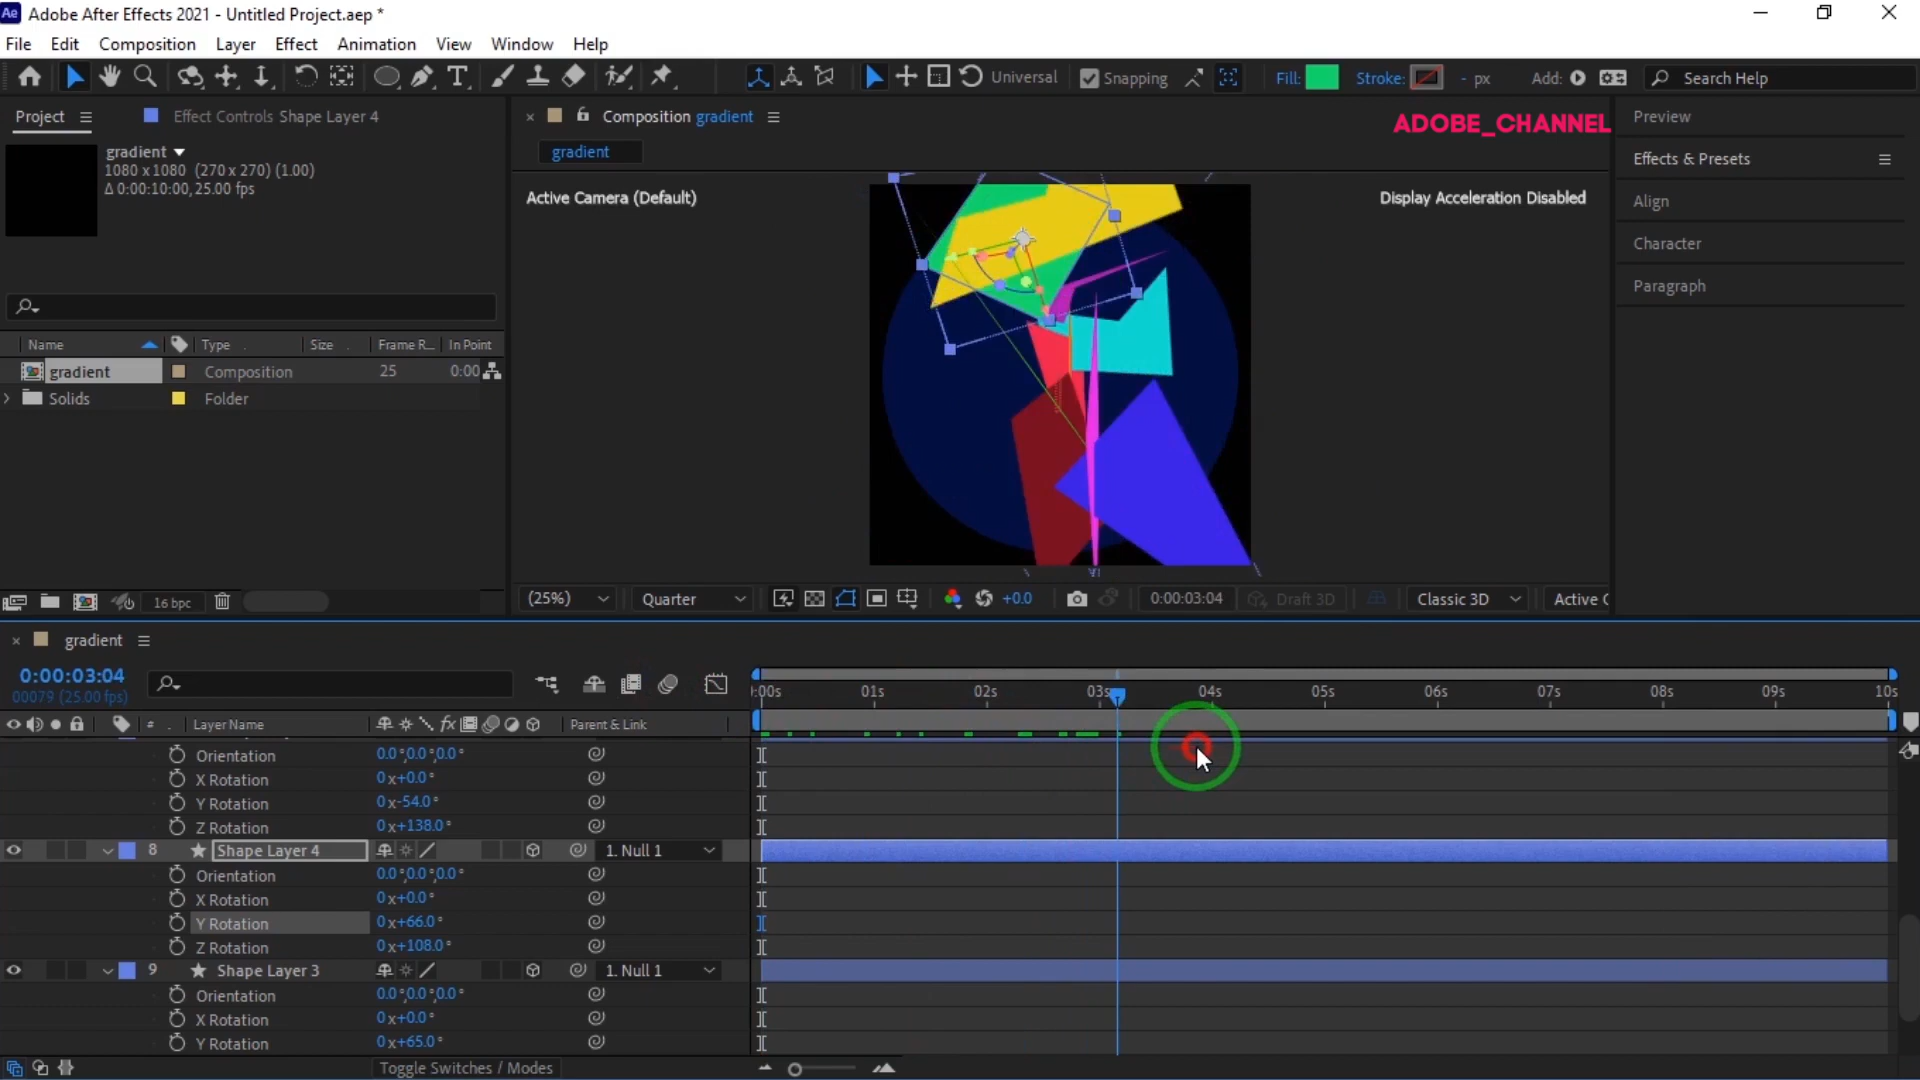 Ae Adobe After Effects 2021 - Untitled Project.aep *
File Edit Composition Layer Effect Animation View Window Help
Universal Snapping Fill: Stroke: - px Add: Search Help
Project Effect Controls Shape Layer 4
gradient
1080 x 1080 (270 x 270) (1.00)
Δ 0:00:10:00, 25.00 fps
Name Type Size Frame R... In Point
gradient Composition 25 0:00
Solids Folder
16 bpc
Composition gradient
ADOBE_CHANNEL
gradient
Active Camera (Default) Display Acceleration Disabled
(25%) Quarter +0.0 0:00:03:04 Draft 3D Classic 3D Active C
Preview
Effects & Presets
Align
Character
Paragraph
gradient
0:00:03:04
00079 (25.00 fps)
:00s 01s 02s 03s 04s 05s 06s 07s 08s 09s 10s
# Layer Name fx Parent & Link
Orientation 0.0°,0.0°,0.0°
X Rotation 0x+0.0°
Y Rotation 0x-54.0°
Z Rotation 0x+138.0°
8 Shape Layer 4 1. Null 1
Orientation 0.0°,0.0°,0.0°
X Rotation 0x+0.0°
Y Rotation 0x+66.0°
Z Rotation 0x+108.0°
9 Shape Layer 3 1. Null 1
Orientation 0.0°,0.0°,0.0°
X Rotation 0x+0.0°
Y Rotation 0x+65.0°
Toggle Switches / Modes